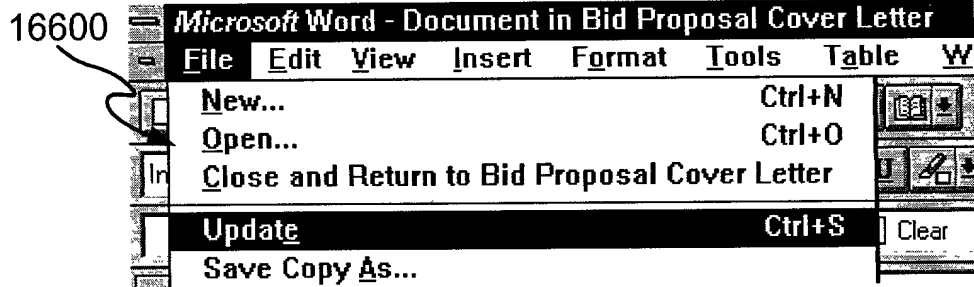 16600
Microsoft Word - Document in Bid Proposal Cover Letter
File Edit View Insert Format Tools Table W
New... Ctrl+N
Open... Ctrl+O
In Close and Return to Bid Proposal Cover Letter U
Update Ctrl+S Clear
Save Copy As...